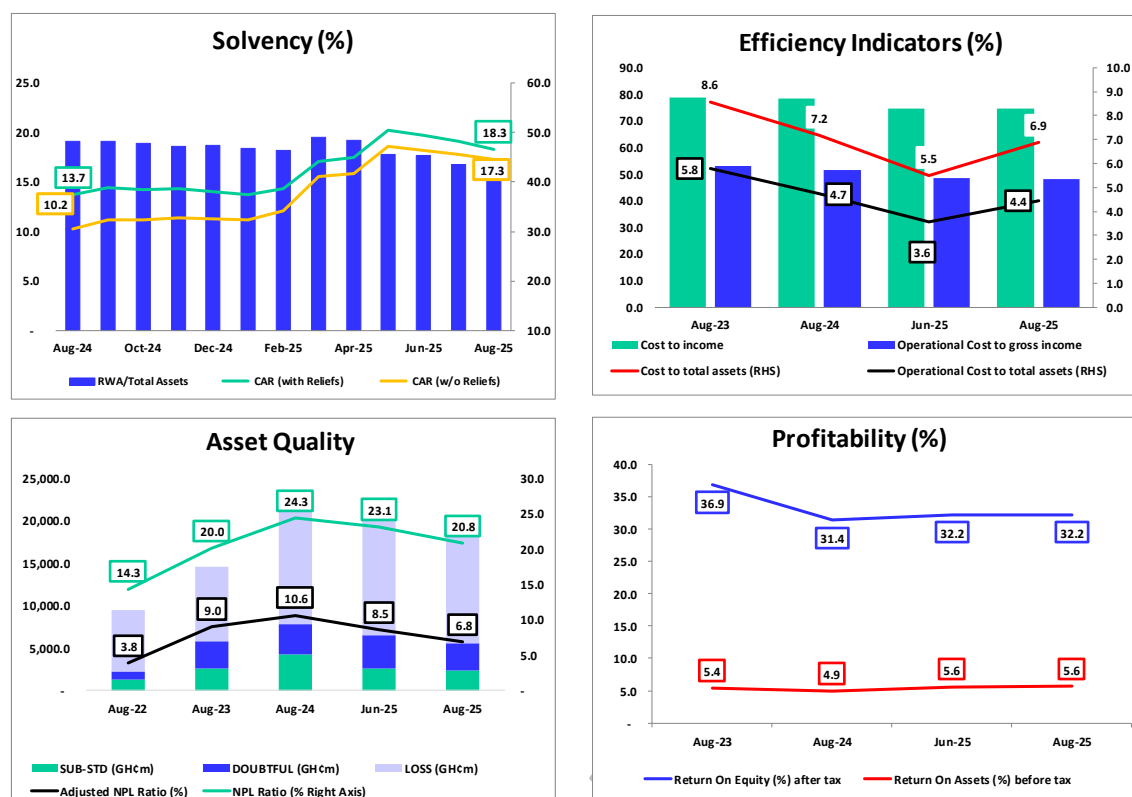 Solvency (%)
25.0
20.0
15.0
10.0
5.0
-
60.0
50.0
40.0
30.0
20.0
10.0
13.7
10.2
18.3
17.3
Aug-24 Oct-24 Dec-24 Feb-25 Apr-25 Jun-25 Aug-25
RWA/Total Assets CAR (with Reliefs) CAR (w/o Reliefs)
Efficiency Indicators (%)
90.0
80.0
70.0
60.0
50.0
40.0
30.0
20.0
10.0
0.0
10.0
9.0
8.0
7.0
6.0
5.0
4.0
3.0
2.0
1.0
0.0
8.6 7.2 5.5 6.9
5.8 4.7 3.6 4.4
Aug-23 Aug-24 Jun-25 Aug-25
Cost to income Operational Cost to gross income
Cost to total assets (RHS) Operational Cost to total assets (RHS)
Asset Quality
25,000.0
20,000.0
15,000.0
10,000.0
5,000.0
-
30.0
25.0
20.0
15.0
10.0
5.0
-
14.3 20.0 24.3 23.1 20.8
3.8 9.0 10.6 8.5 6.8
Aug-22 Aug-23 Aug-24 Jun-25 Aug-25
SUB-STD (GH¢m) DOUBTFUL (GH¢m) LOSS (GH¢m)
Adjusted NPL Ratio (%) NPL Ratio (% Right Axis)
Profitability (%)
40.0
35.0
30.0
25.0
20.0
15.0
10.0
5.0
-
36.9 31.4 32.2 32.2
5.4 4.9 5.6 5.6
Aug-23 Aug-24 Jun-25 Aug-25
Return On Equity (%) after tax Return On Assets (%) before tax